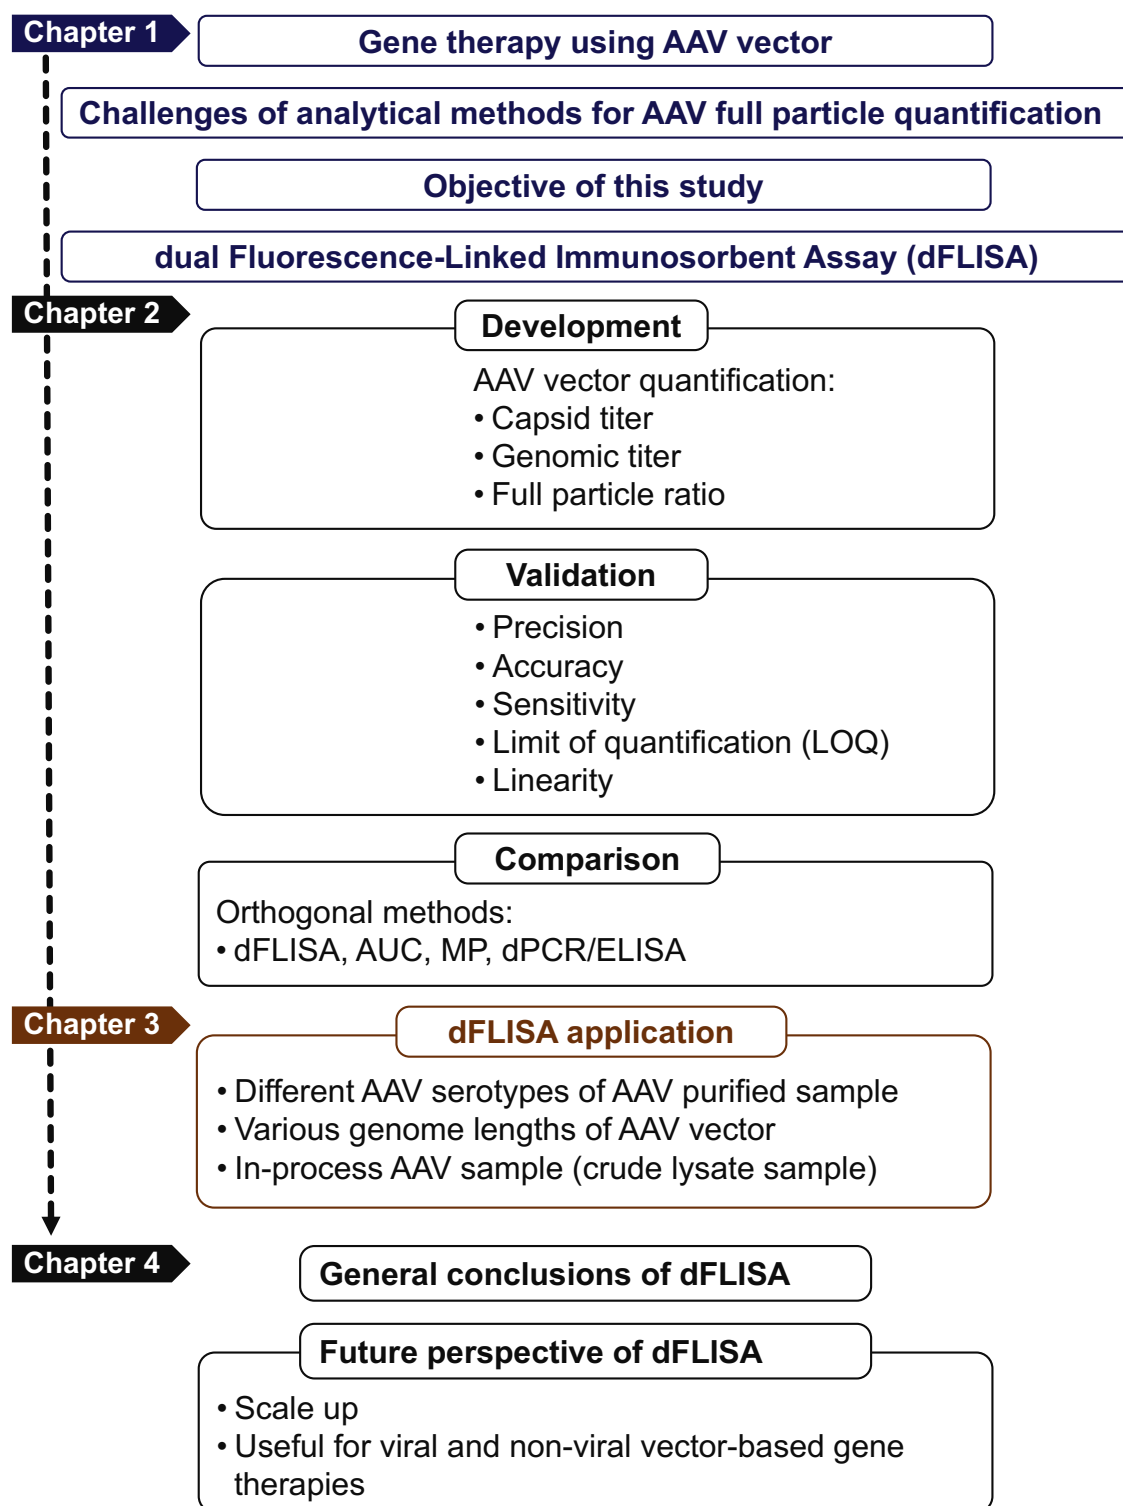 Chapter 1
Gene therapy using AAV vector
Challenges of analytical methods for AAV full particle quantification
Objective of this study
dual Fluorescence-Linked Immunosorbent Assay (dFLISA)
Chapter 2
Development
AAV vector quantification:
• Capsid titer
• Genomic titer
• Full particle ratio
Validation
• Precision
• Accuracy
• Sensitivity
• Limit of quantification (LOQ)
• Linearity
Comparison
Orthogonal methods:
• dFLISA, AUC, MP, dPCR/ELISA
Chapter 3
dFLISA application
• Different AAV serotypes of AAV purified sample
• Various genome lengths of AAV vector
• In-process AAV sample (crude lysate sample)
Chapter 4
General conclusions of dFLISA
Future perspective of dFLISA
• Scale up
• Useful for viral and non-viral vector-based gene
therapies